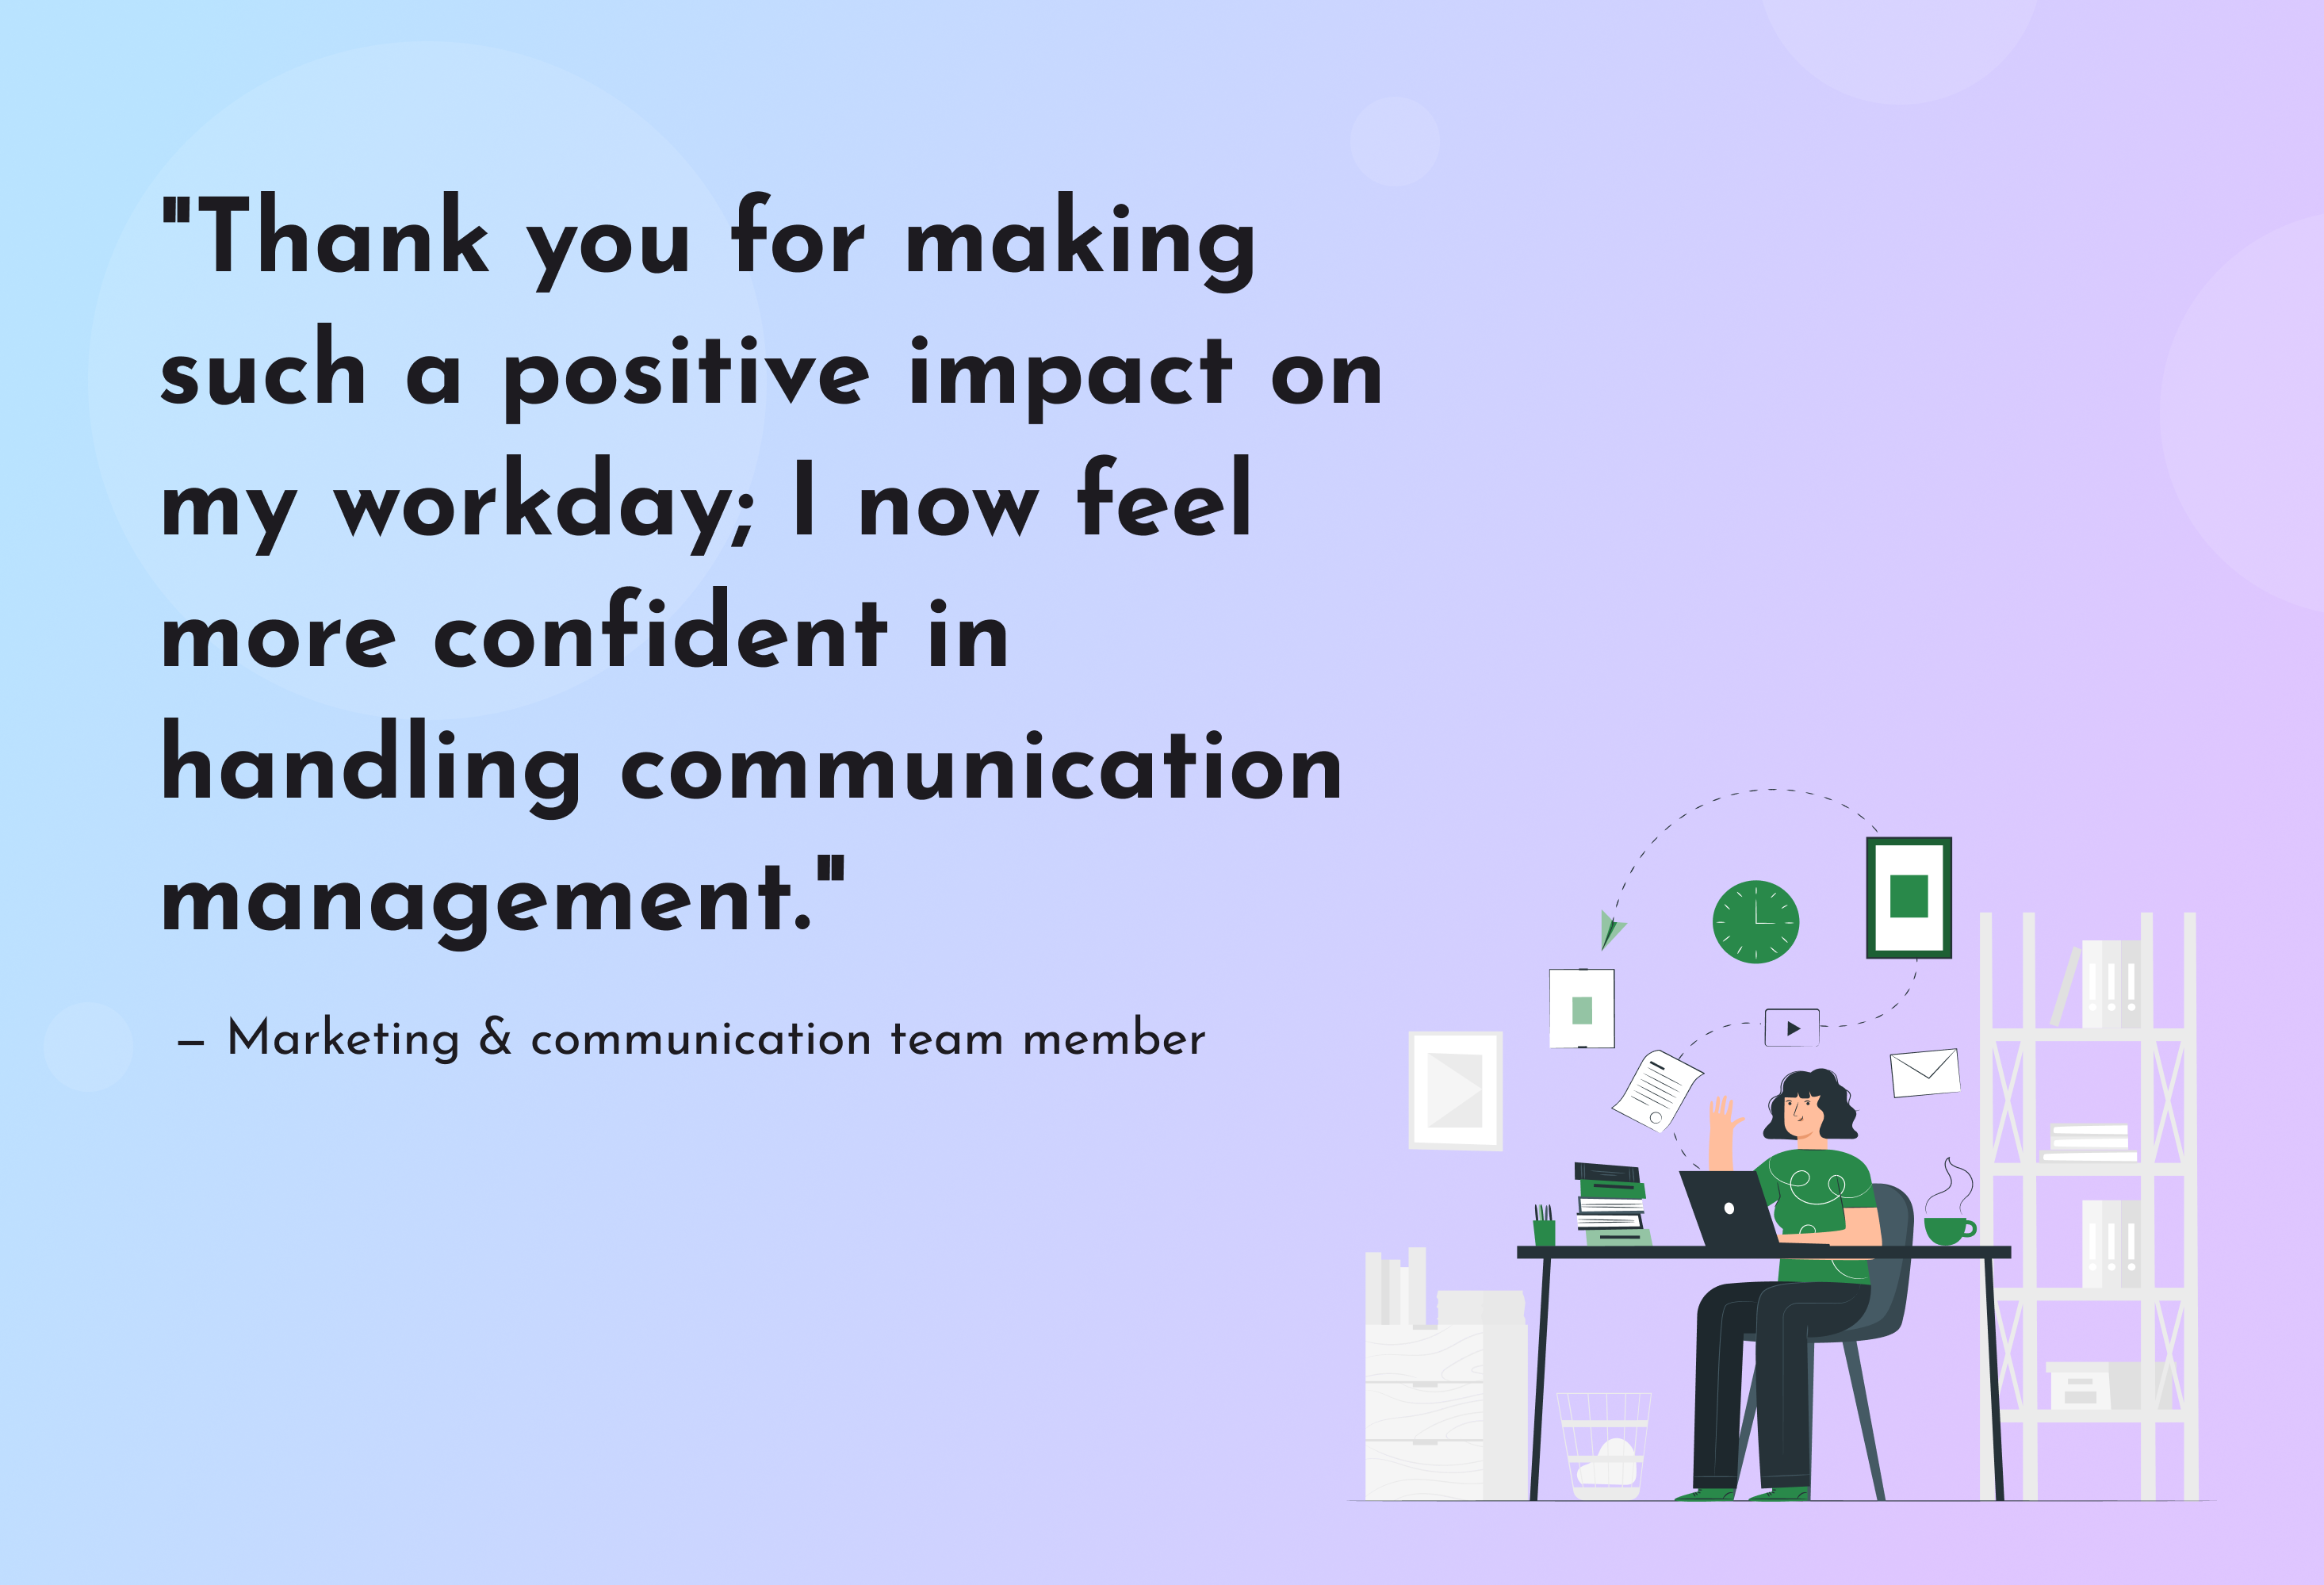 "Thank you for making
such a positive impact on
my workday; I now feel
more confident in
handling communication
management."
– Marketing & communication team member